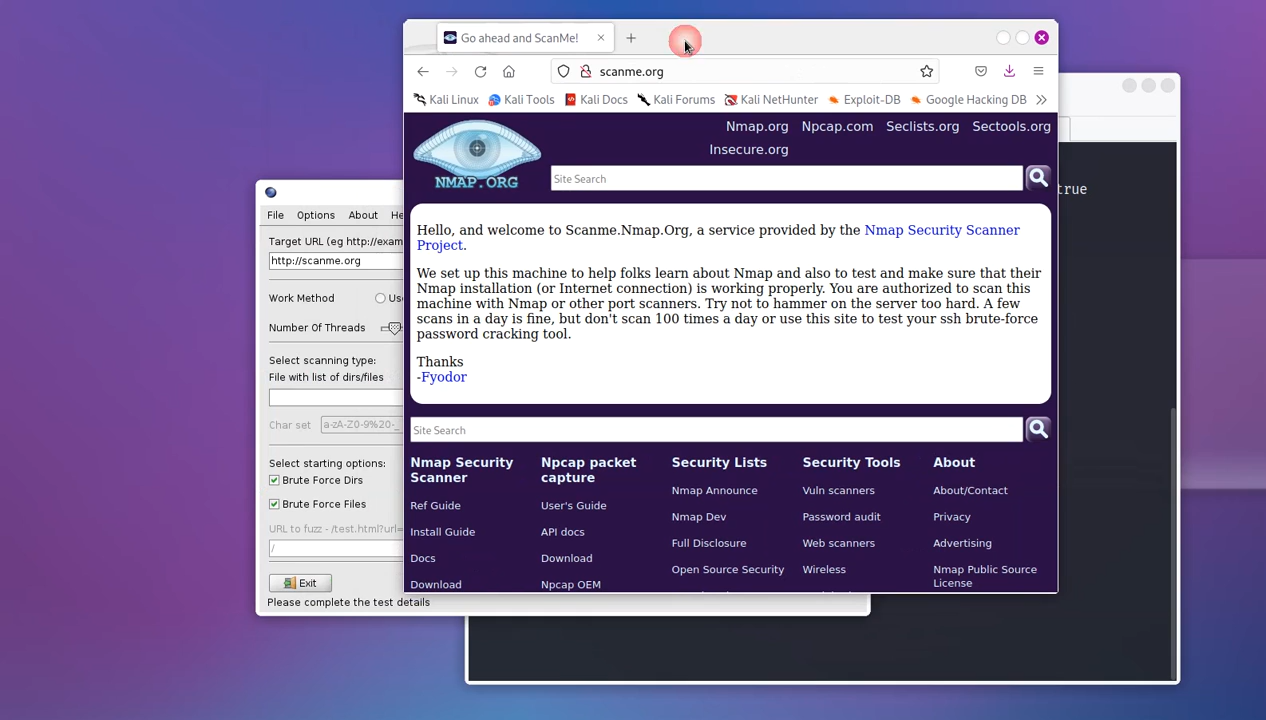 Go ahead and ScanMe!
scanme.org
Kali Linux Kali Tools Kali Docs Kali Forums Kali NetHunter Exploit-DB Google Hacking DB
Nmap.org Npcap.com Seclists.org Sectools.org
Insecure.org
NMAP.ORG
Site Search
Hello, and welcome to Scanme.Nmap.Org, a service provided by the Nmap Security Scanner
Project.
We set up this machine to help folks learn about Nmap and also to test and make sure that their
Nmap installation (or Internet connection) is working properly. You are authorized to scan this
machine with Nmap or other port scanners. Try not to hammer on the server too hard. A few
scans in a day is fine, but don't scan 100 times a day or use this site to test your ssh brute-force
password cracking tool.
Thanks
-Fyodor
Site Search
Nmap Security
Scanner
Ref Guide
Install Guide
Docs
Download
Npcap packet
capture
User's Guide
API docs
Download
Npcap OEM
Security Lists
Nmap Announce
Nmap Dev
Full Disclosure
Open Source Security
Security Tools
Vuln scanners
Password audit
Web scanners
Wireless
About
About/Contact
Privacy
Advertising
Nmap Public Source
License
File Options About
Target URL (eg http://exam
http://scanme.org
Work Method
Number Of Threads
Select scanning type:
File with list of dirs/files
Char set a-zA-Z0-9%20-_
Select starting options:
Brute Force Dirs
Brute Force Files
URL to fuzz - /test.html?url=
/
Exit
Please complete the test details
true